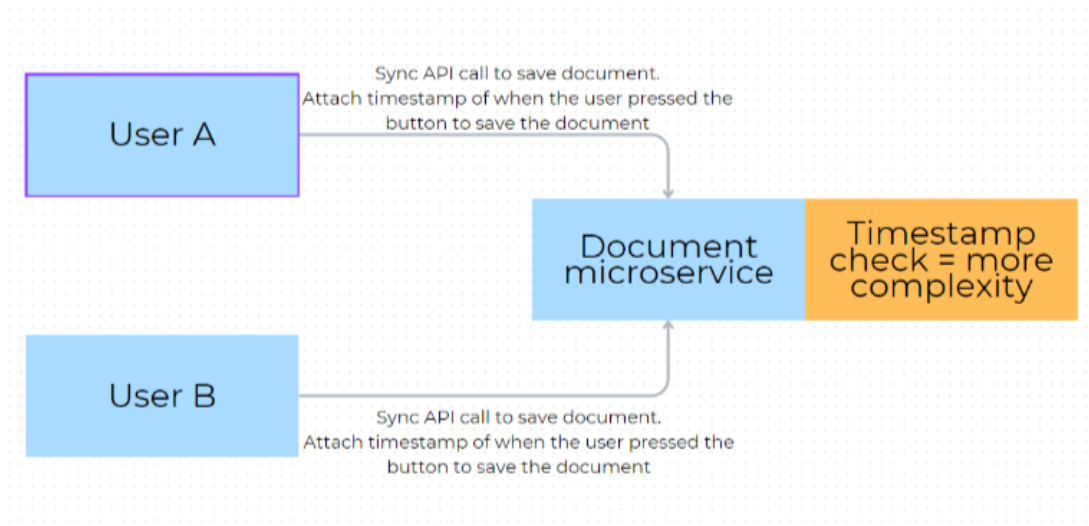 Sync API call to save document.
Attach timestamp of when the user pressed the
button to save the document
User A
Document
microservice
Timestamp
check = more
complexity
User B
Sync API call to save document.
Attach timestamp of when the user pressed the
button to save the document